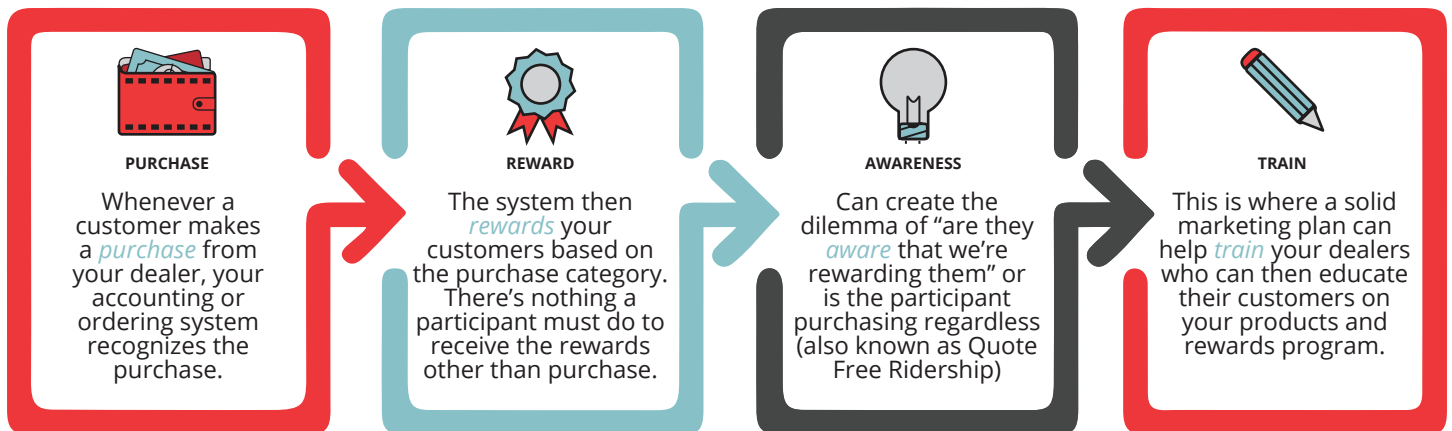 PURCHASE
Whenever a
customer makes
a purchase from
your dealer, your
accounting or
ordering system
recognizes the
purchase.
REWARD
The system then
rewards your
customers based on
the purchase category.
There’s nothing a
participant must do to
receive the rewards
other than purchase.
AWARENESS
Can create the
dilemma of “are they
aware that we’re
rewarding them” or
is the participant
purchasing regardless
(also known as Quote
Free Ridership)
TRAIN
This is where a solid
marketing plan can
help train your dealers
who can then educate
their customers on
your products and
rewards program.